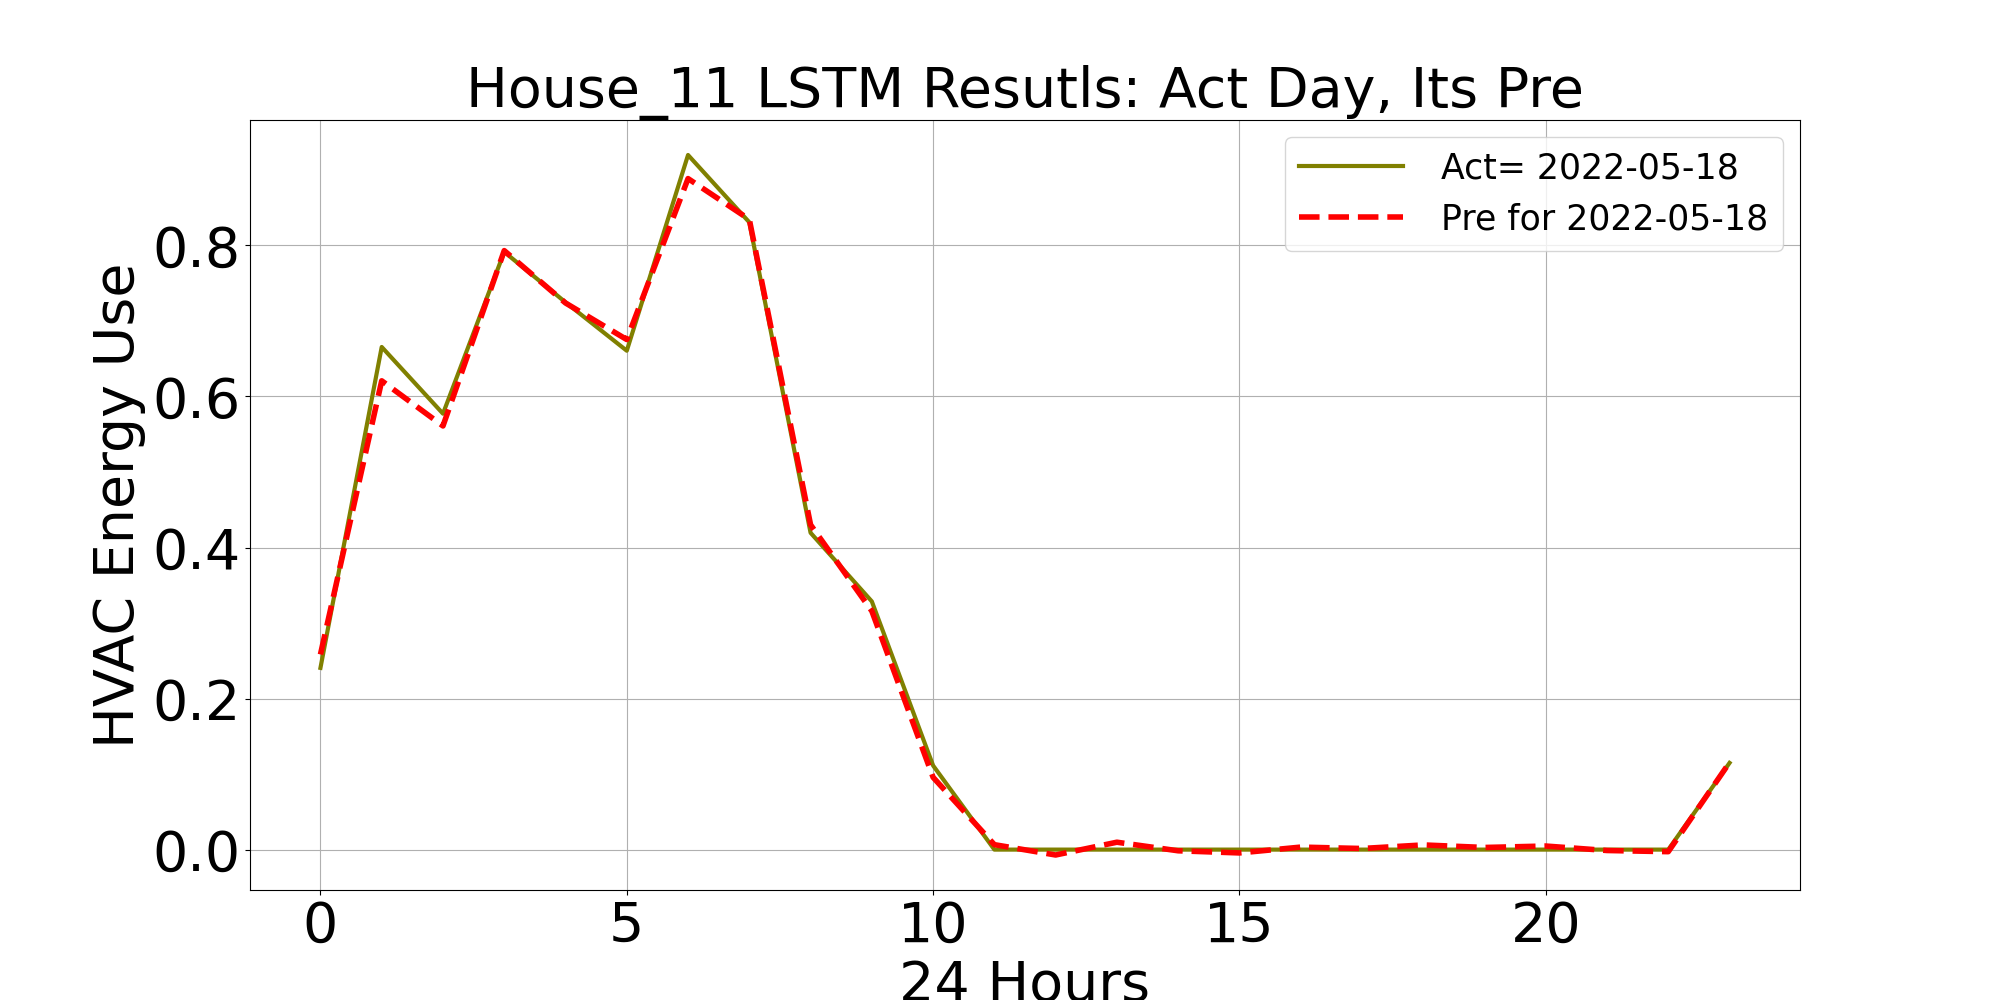 House_11 LSTM Resutls: Act Day, Its Pre
Act= 2022-05-18
Pre for 2022-05-18
HVAC Energy Use
0.8
0.6
0.4
0.2
0.0
0 5 10 15 20
24 Hours